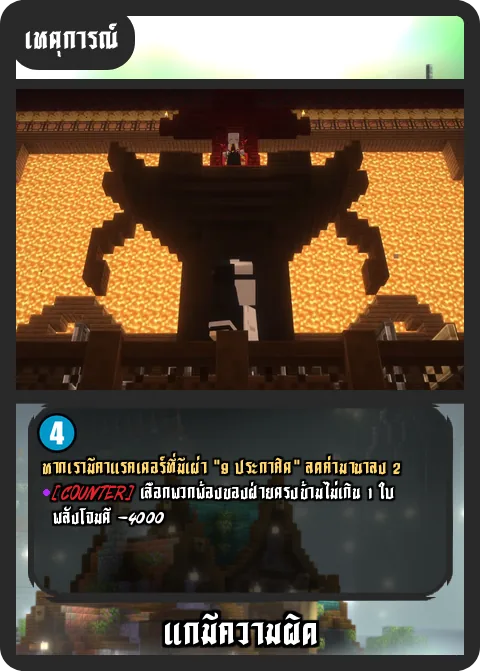 เหตุการณ์
4
หากเรามีคาแรคเตอร์ที่มีเผ่า "9 ประกาศิต" ลดค่ามานาลง 2
•[COUNTER] เลือกพวกพ้องของฝ่ายตรงข้ามไม่เกิน 1 ใบ
พลังโจมตี -4000
แกมีความผิด